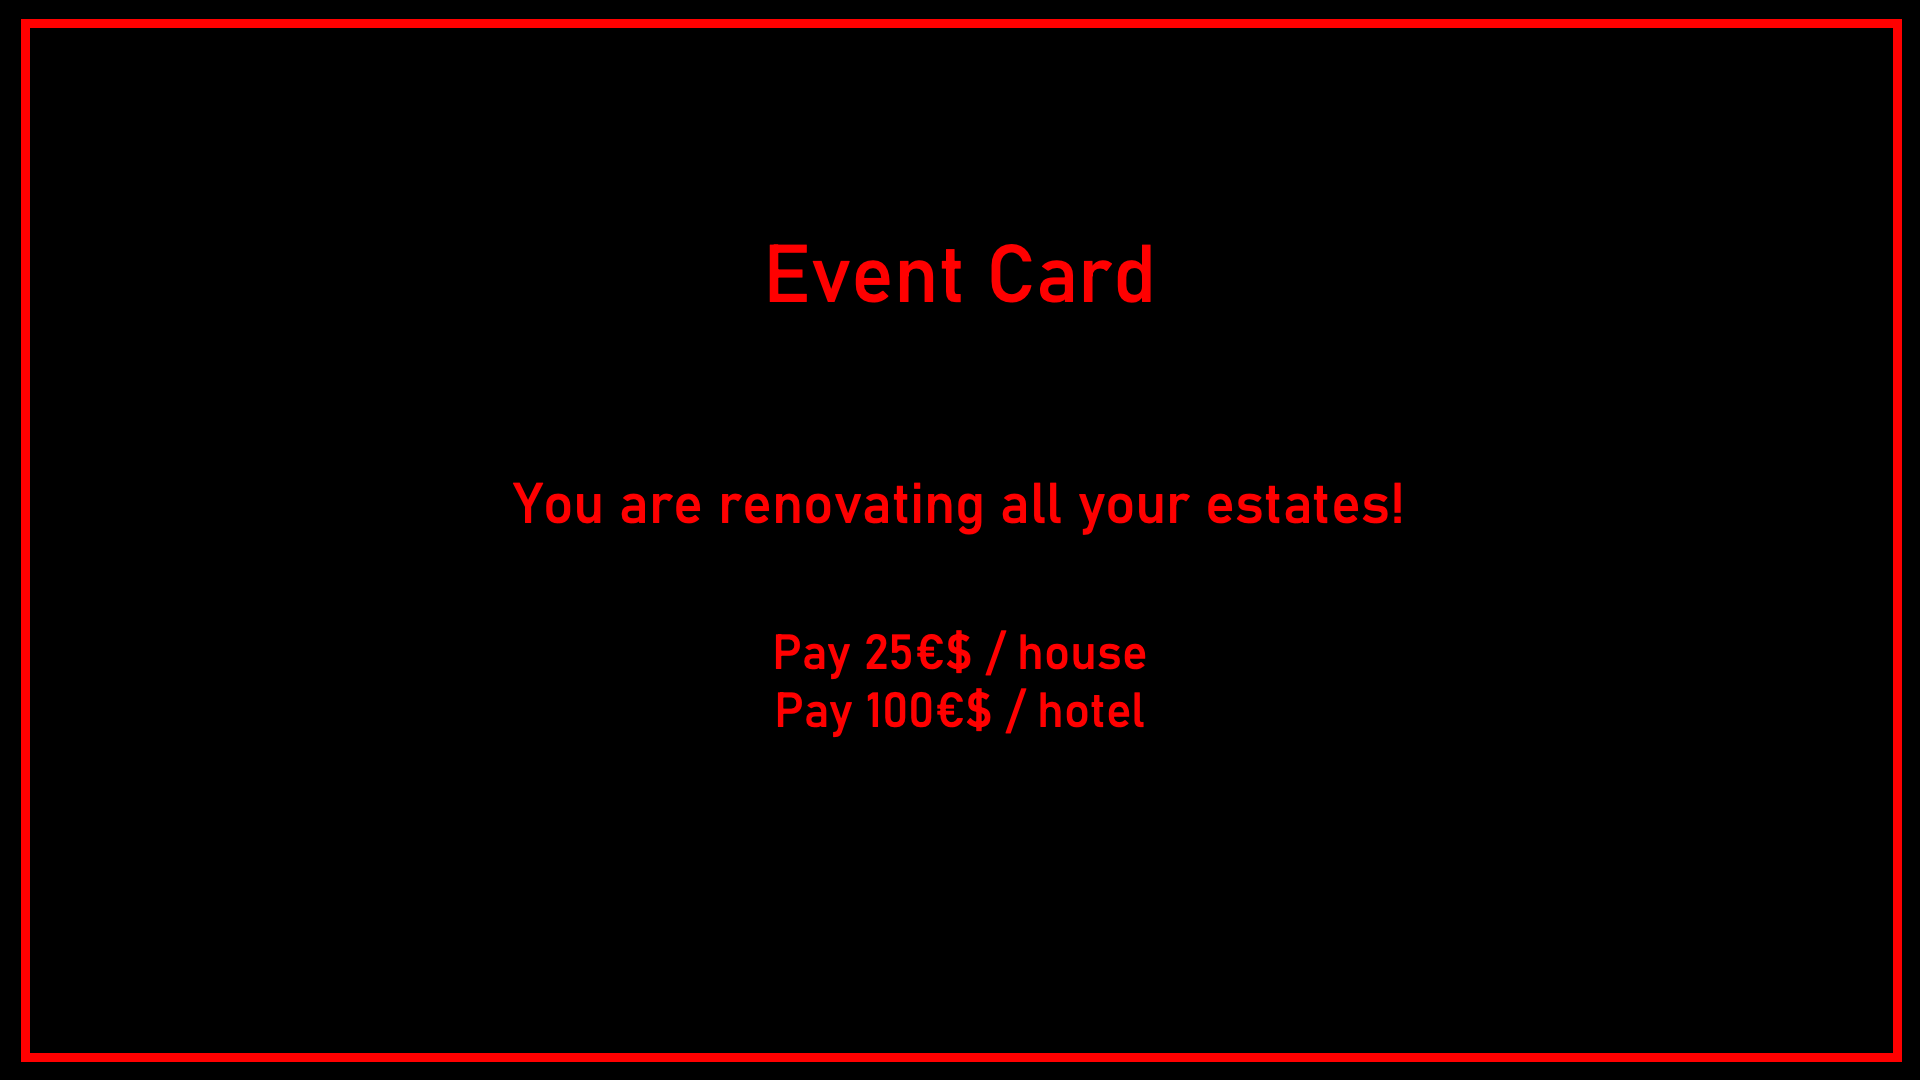 Event Card
You are renovating all your estates!
Pay 25€$ / house
Pay 100€$ / hotel